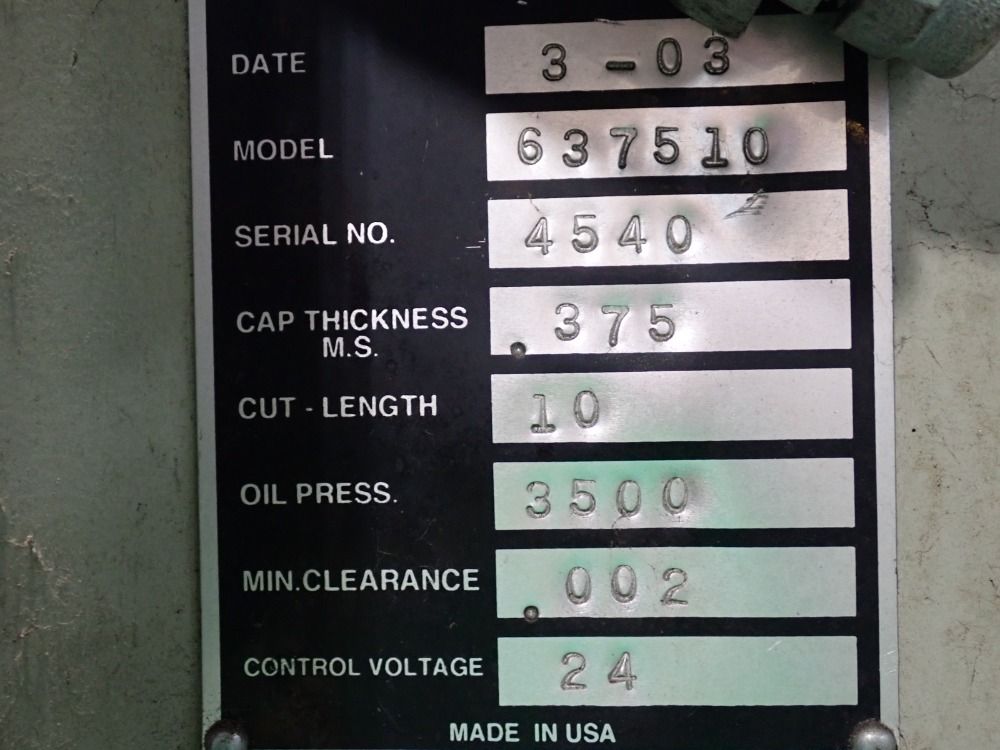 DATE 3-03
MODEL 637510
SERIAL NO. 4540
CAP THICKNESS .375
M.S.
CUT - LENGTH 10
OIL PRESS. 3500
MIN.CLEARANCE .002
CONTROL VOLTAGE 24
MADE IN USA